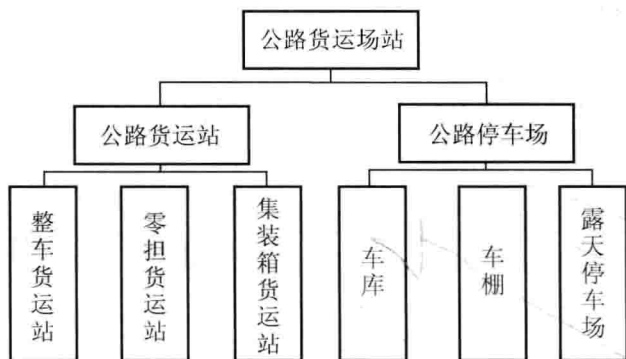 公路货运场站
公路货运站
公路停车场
整车货运站
零担货运站
集装箱货运站
车库
车棚
露天停车场